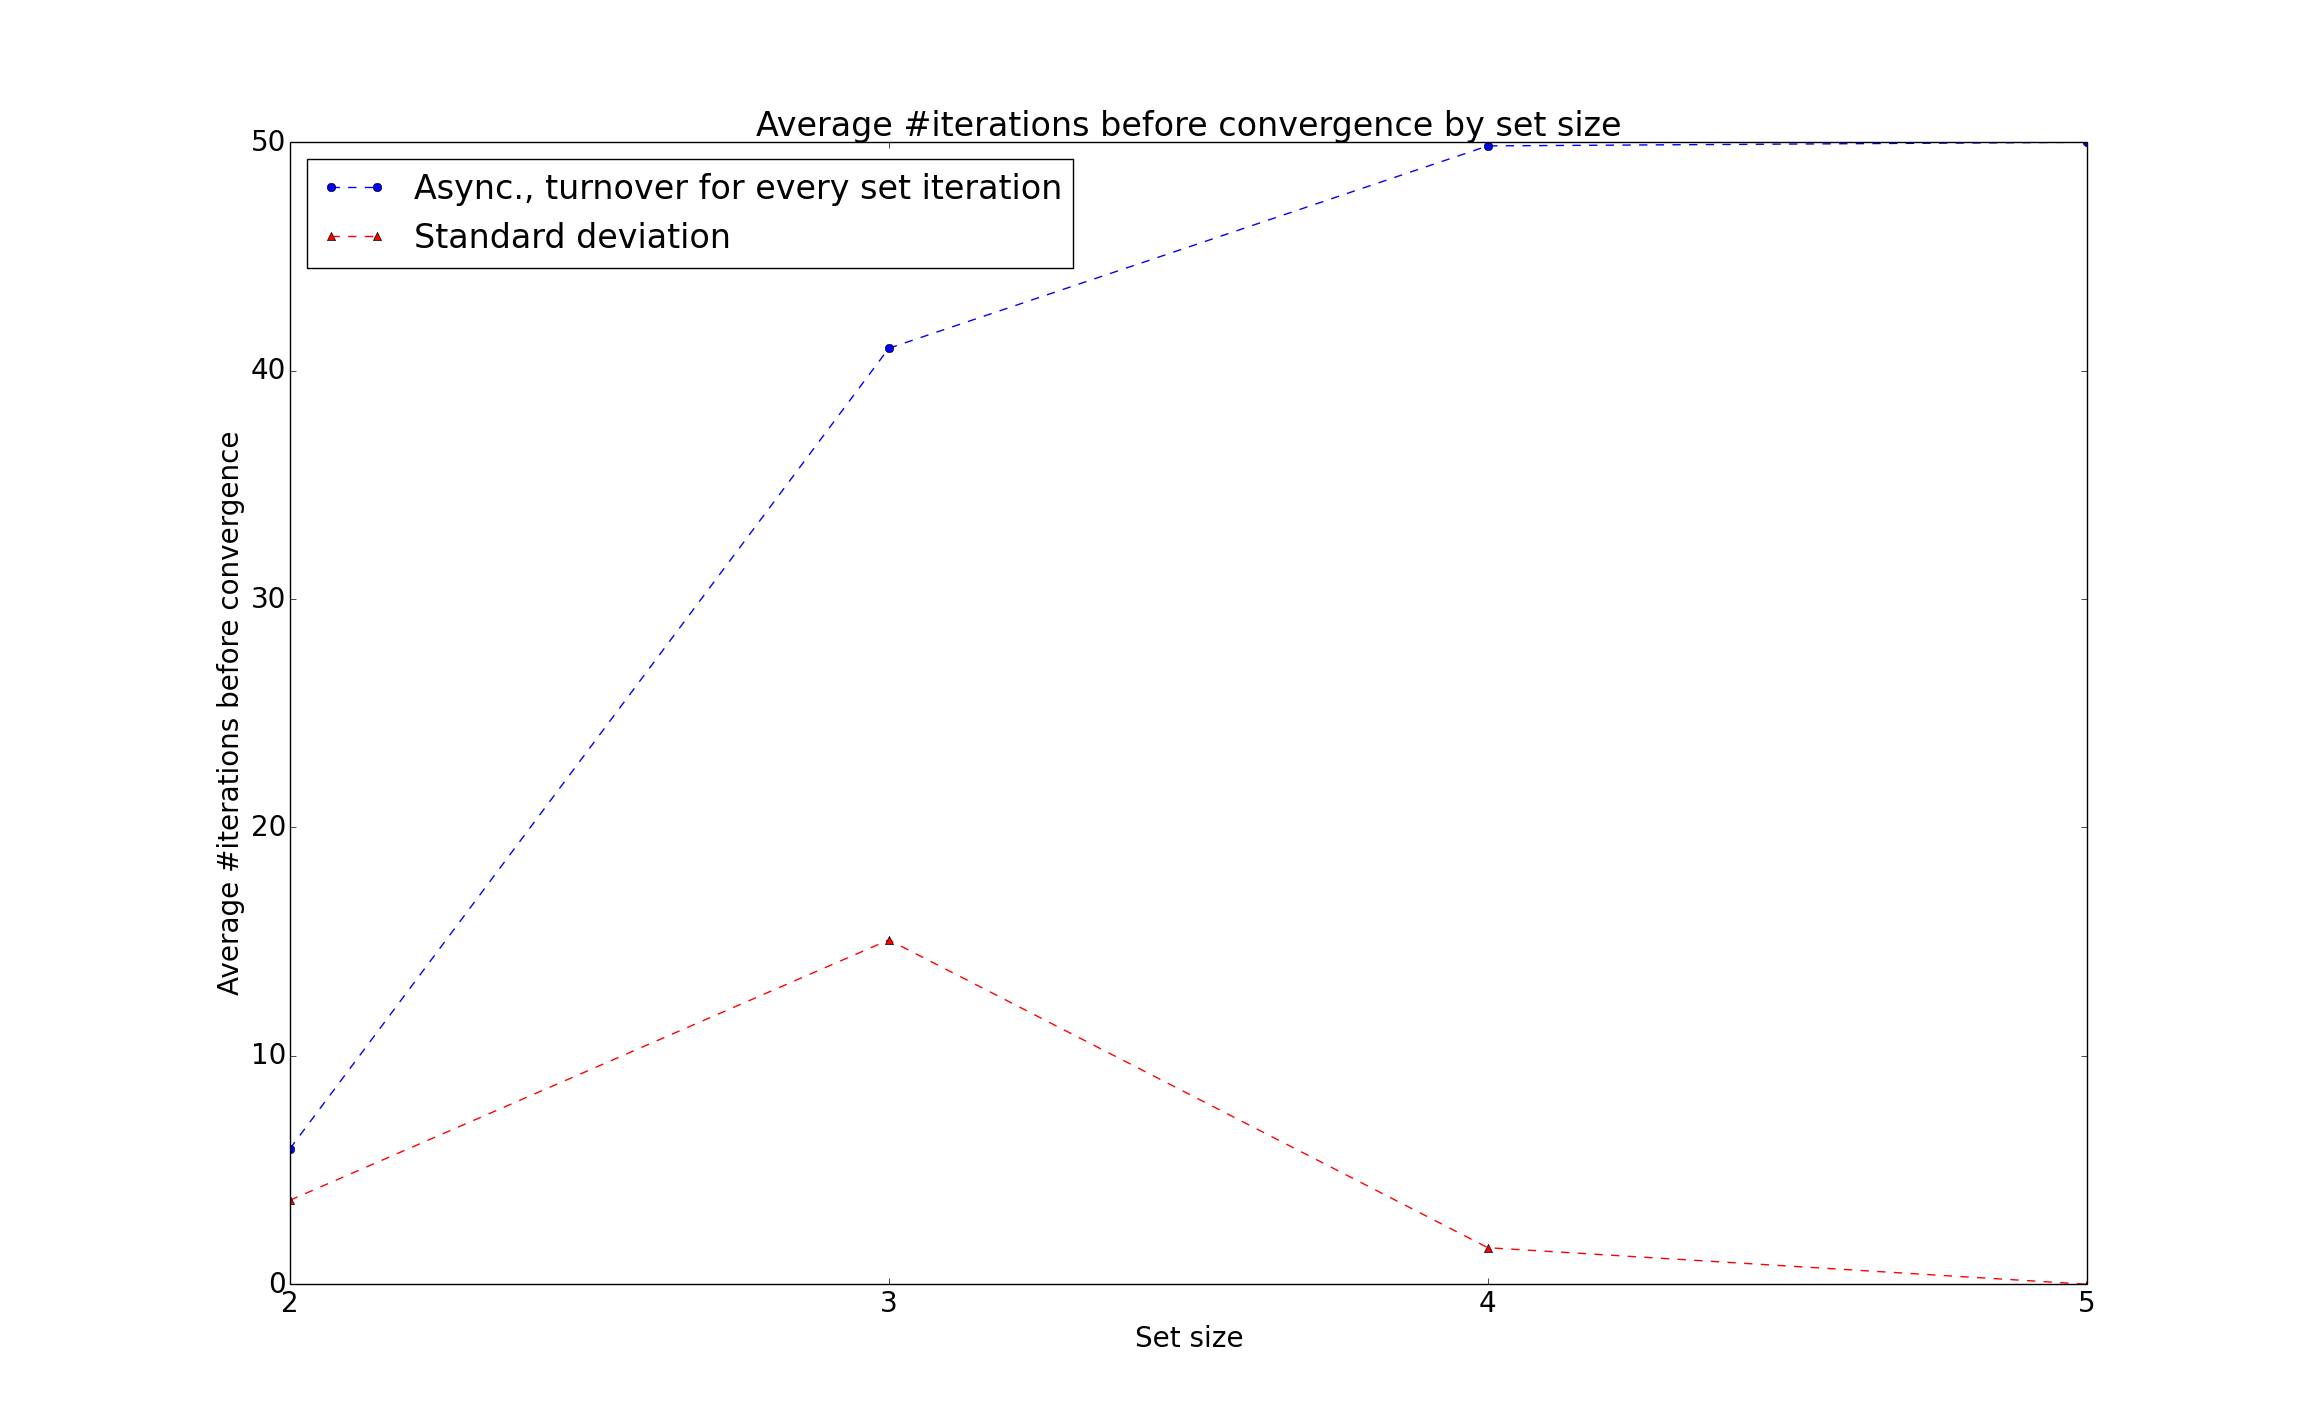 Average #iterations before convergence by set size
50
Async., turnover for every set iteration
Standard deviation
40
30
20
10
0
Average #iterations before convergence
2 3 4 5
Set size